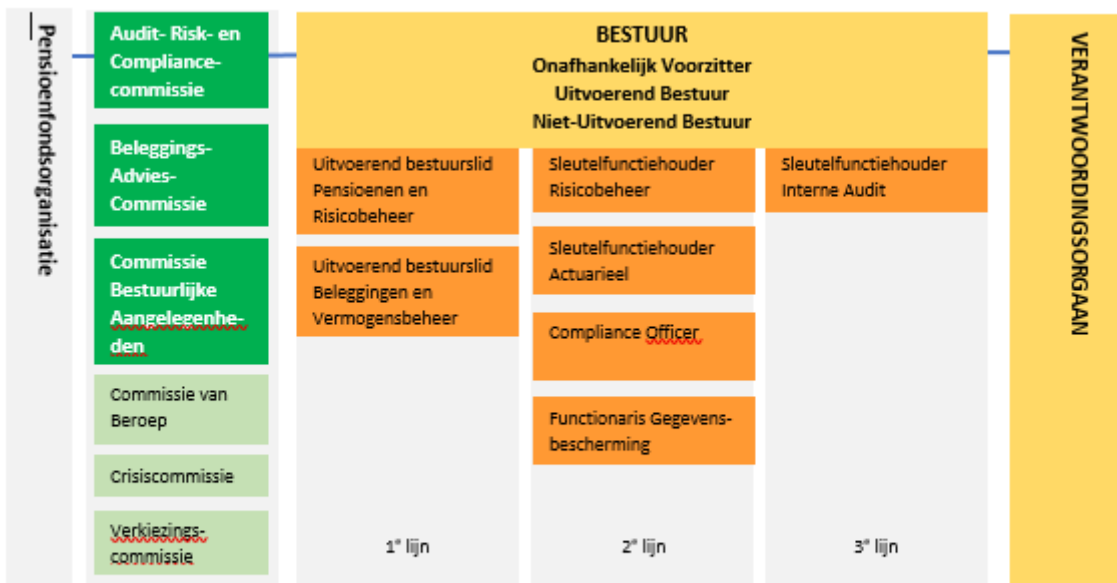 Pensioenfondsorganisatie
Audit- Risk- en
Compliance-
commissie
Beleggings-
Advies-
Commissie
Commissie
Bestuurlijke
Aangelegenhe-
den
Commissie van
Beroep
Crisiscommissie
Verkiezings-
commissie
BESTUUR
Onafhankelijk Voorzitter
Uitvoerend Bestuur
Niet-Uitvoerend Bestuur
Uitvoerend bestuurslid
Pensioenen en
Risicobeheer
Uitvoerend bestuurslid
Beleggingen en
Vermogensbeheer
1e lijn
Sleutelfunctiehouder
Risicobeheer
Sleutelfunctiehouder
Actuarieel
Compliance Officer
Functionaris Gegevens-
bescherming
2e lijn
Sleutelfunctiehouder
Interne Audit
3e lijn
VERANTWOORDINGSORGAAN